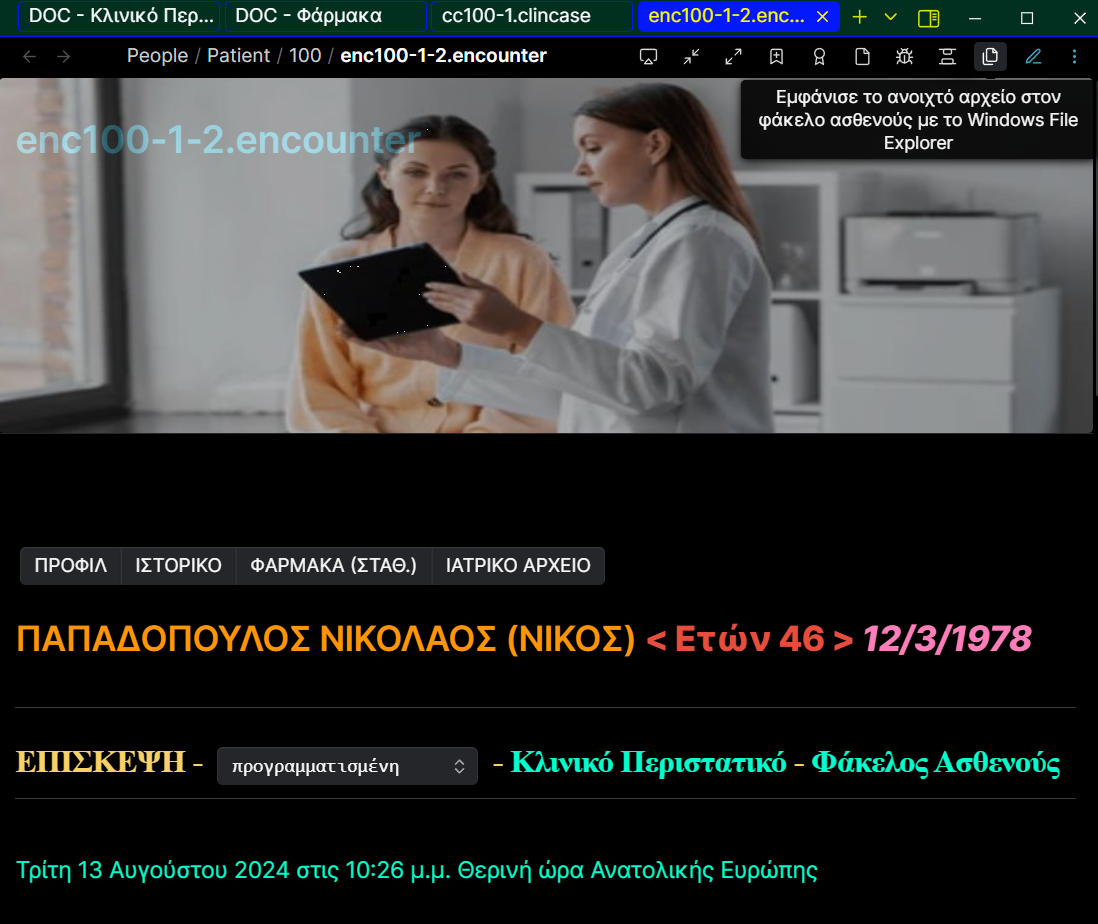 DOC - Κλινικό Περ...
DOC - Φάρμακα
cc100-1.clincase
enc100-1-2.enc...
People / Patient / 100 / enc100-1-2.encounter
Εμφάνισε το ανοιχτό αρχείο στον
φάκελο ασθενούς με το Windows File
Explorer
enc100-1-2.encounter
ΠΡΟΦΙΛ ΙΣΤΟΡΙΚΟ ΦΑΡΜΑΚΑ (ΣΤΑΘ.) ΙΑΤΡΙΚΟ ΑΡΧΕΙΟ
ΠΑΠΑΔΟΠΟΥΛΟΣ ΝΙΚΟΛΑΟΣ (ΝΙΚΟΣ) < Ετών 46 > 12/3/1978
ΕΠΙΣΚΕΨΗ - προγραμματισμένη - Κλινικό Περιστατικό - Φάκελος Ασθενούς
Τρίτη 13 Αυγούστου 2024 στις 10:26 μ.μ. Θερινή ώρα Ανατολικής Ευρώπης